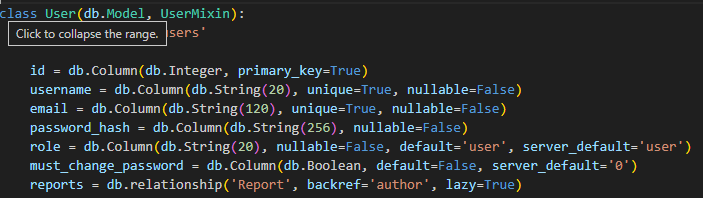 class User(db.Model, UserMixin):
Click to collapse the range.
sers'
id = db.Column(db.Integer, primary_key=True)
username = db.Column(db.String(20), unique=True, nullable=False)
email = db.Column(db.String(120), unique=True, nullable=False)
password_hash = db.Column(db.String(256), nullable=False)
role = db.Column(db.String(20), nullable=False, default='user', server_default='user')
must_change_password = db.Column(db.Boolean, default=False, server_default='0')
reports = db.relationship('Report', backref='author', lazy=True)